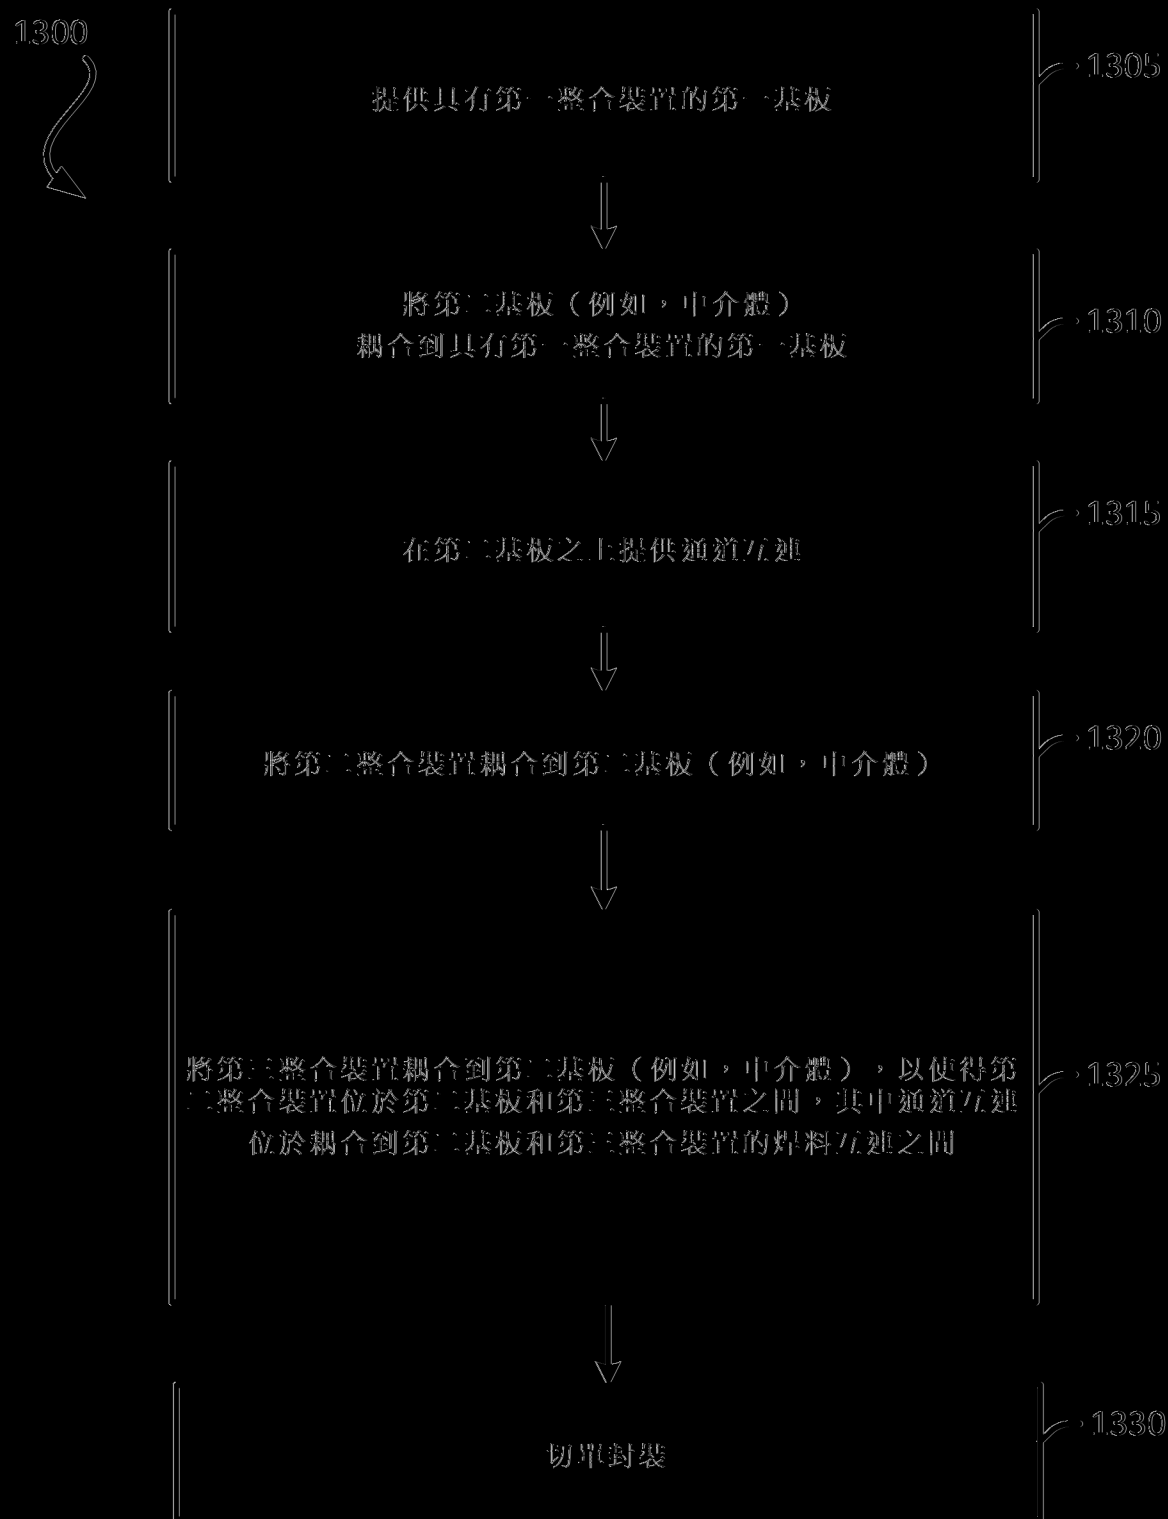 1300
1305
提供具有第一整合裝置的第一基板
將第二基板（例如，中介體）
1310
耦合到具有第一整合裝置的第一基板
1315
在第二基板之上提供通道互連
1320
將第二整合裝置耦合到第二基板（例如，中介體）
將第三整合裝置耦合到第二基板（例如，中介體），以使得第
1325
二整合裝置位於第二基板和第三整合裝置之間，其中通道互連
位於耦合到第二基板和第三整合裝置的焊料互連之間
1330
切單封裝